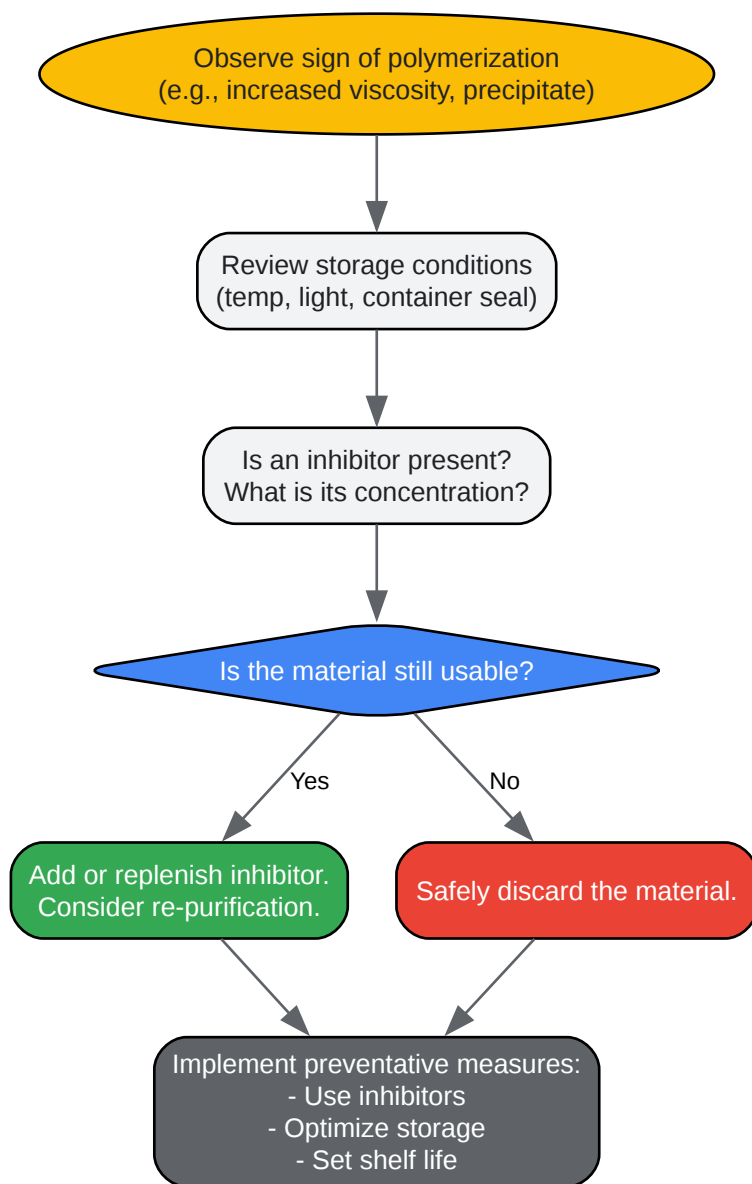 Observe sign of polymerization
(e.g., increased viscosity, precipitate)
Review storage conditions
(temp, light, container seal)
Is an inhibitor present?
What is its concentration?
Is the material still usable?
Yes
No
Add or replenish inhibitor.
Consider re-purification.
Safely discard the material.
Implement preventative measures:
- Use inhibitors
- Optimize storage
- Set shelf life